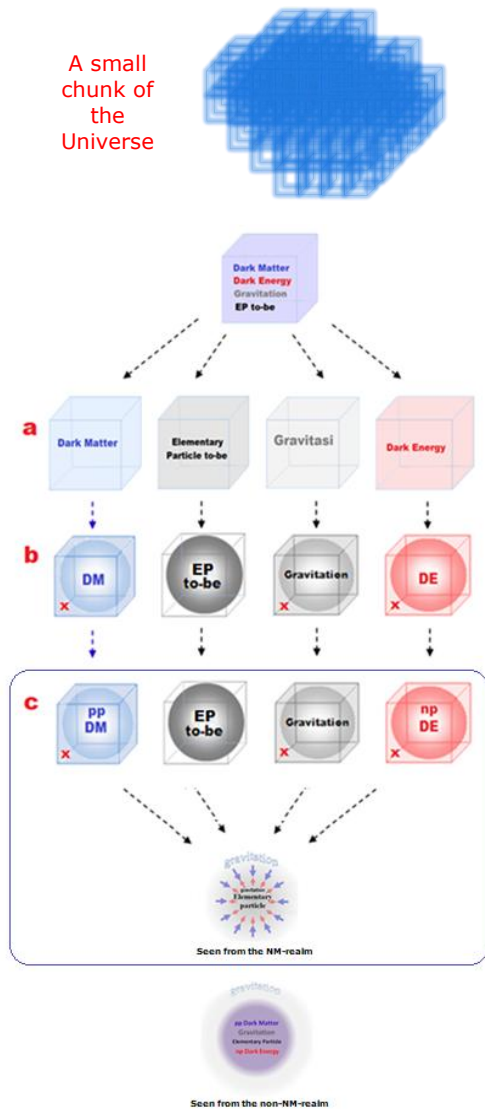 A small
chunk of
the
Universe
Dark Matter
Dark Energy
Gravitation
EP to-be
a
Dark Matter
Elementary
Particle to-be
Gravitasi
Dark Energy
b
DM
x
EP
to-be
Gravitation
x
DE
x
c
pp
DM
x
EP
to-be
Gravitation
x
np
DE
x
gravitation
gravitation
Elementary
particle
Seen from the NM-realm
gravitation
pp Dark Matter
Gravitation
Elementary Particle
np Dark Energy
Seen from the non-NM-realm